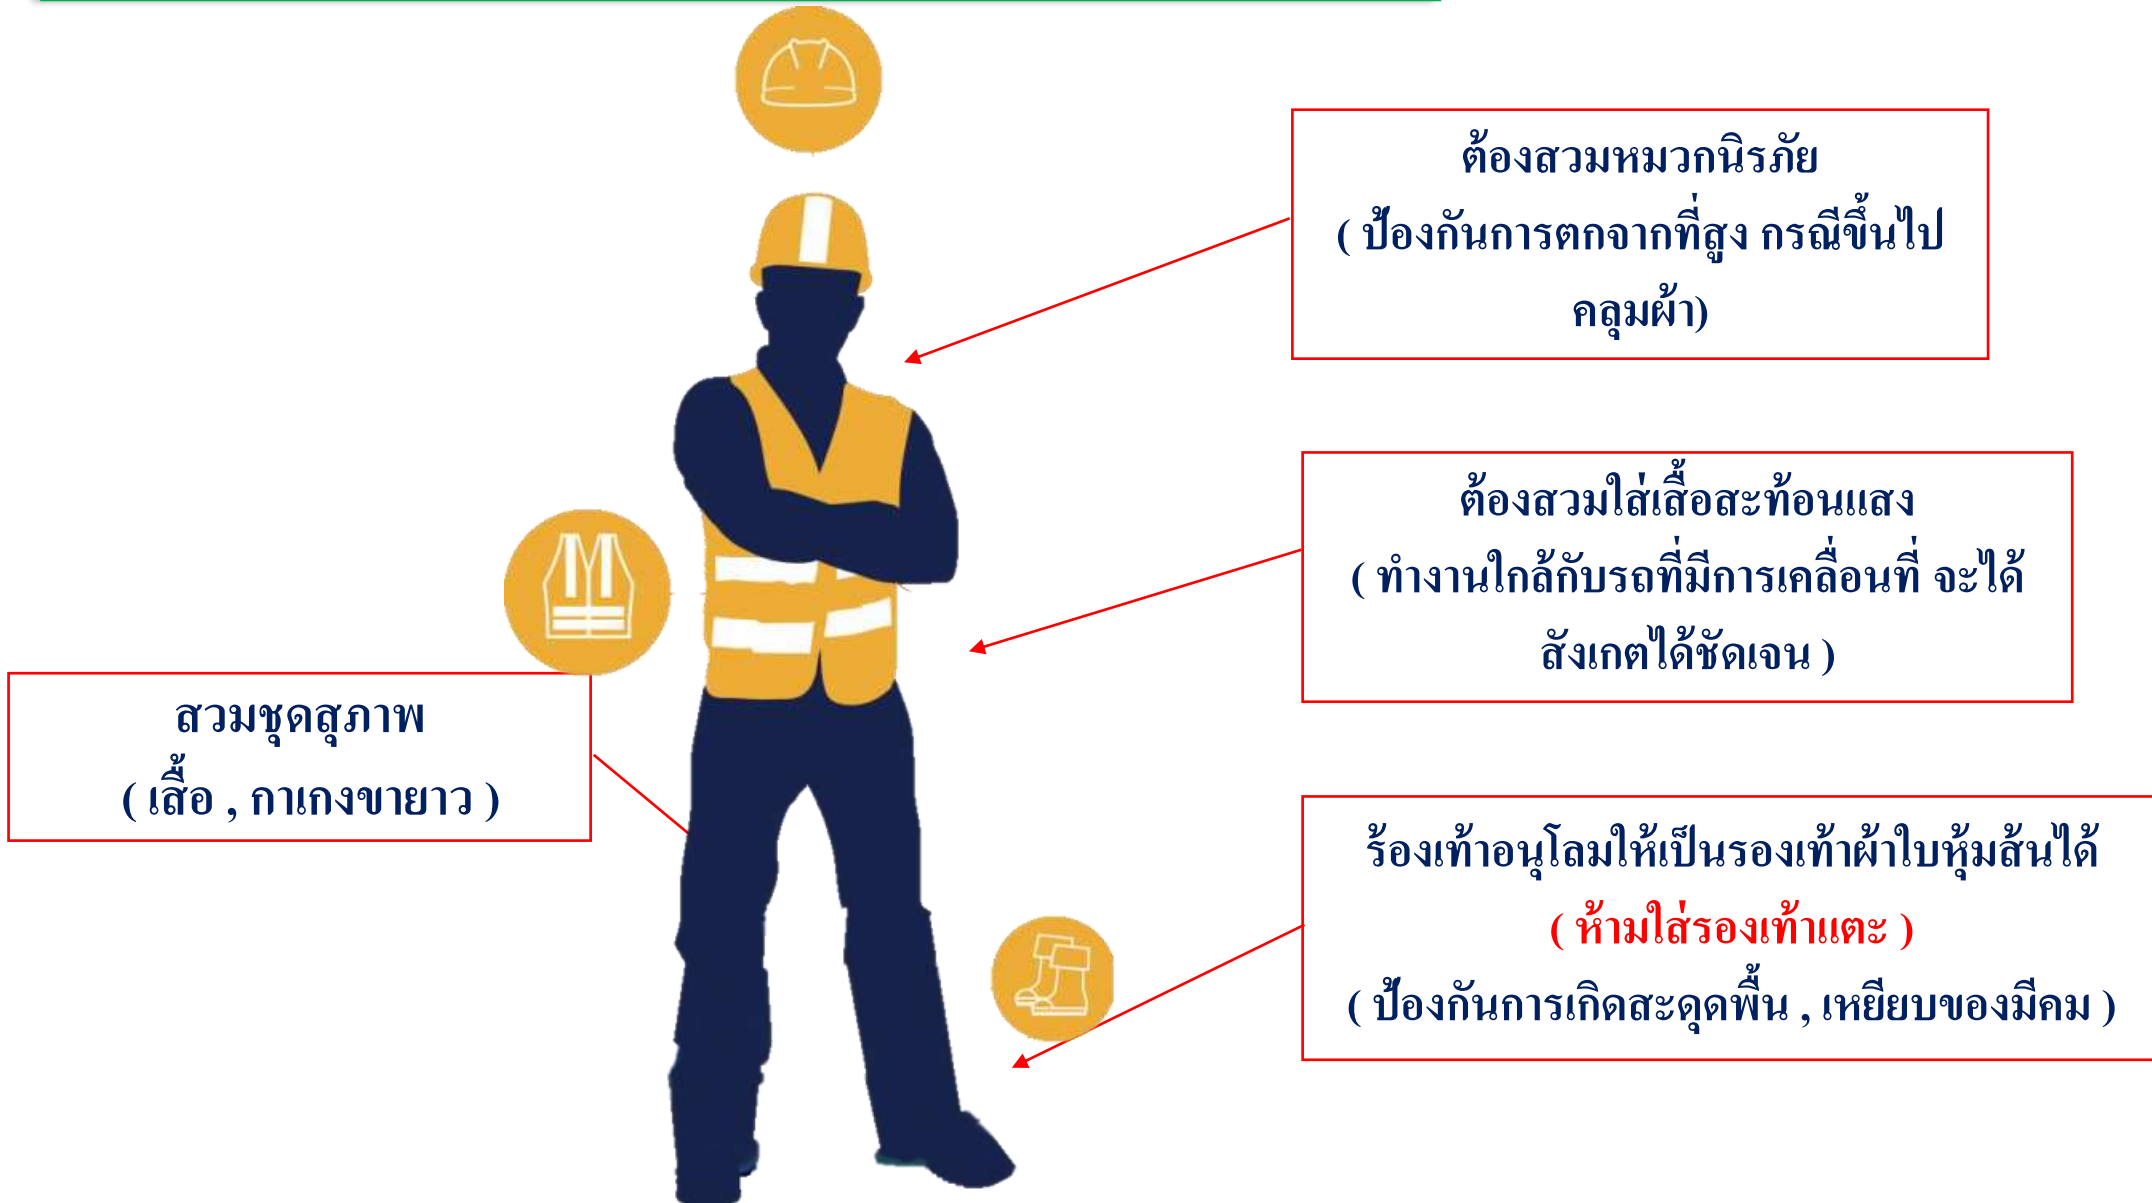 ต้องสวมหมวกนิรภัย
( ป้องกันการตกจากที่สูง กรณีขึ้นไป
คลุมผ้า)
ต้องสวมใส่เสื้อสะท้อนแสง
( ทำงานใกล้กับรถที่มีการเคลื่อนที่ จะได้
สังเกตได้ชัดเจน )
สวมชุดสุภาพ
( เสื้อ , กาเกงขายาว )
ร้องเท้าอนุโลมให้เป็นรองเท้าผ้าใบหุ้มส้นได้
( ห้ามใส่รองเท้าแตะ )
( ป้องกันการเกิดสะดุดพื้น , เหยียบของมีคม )